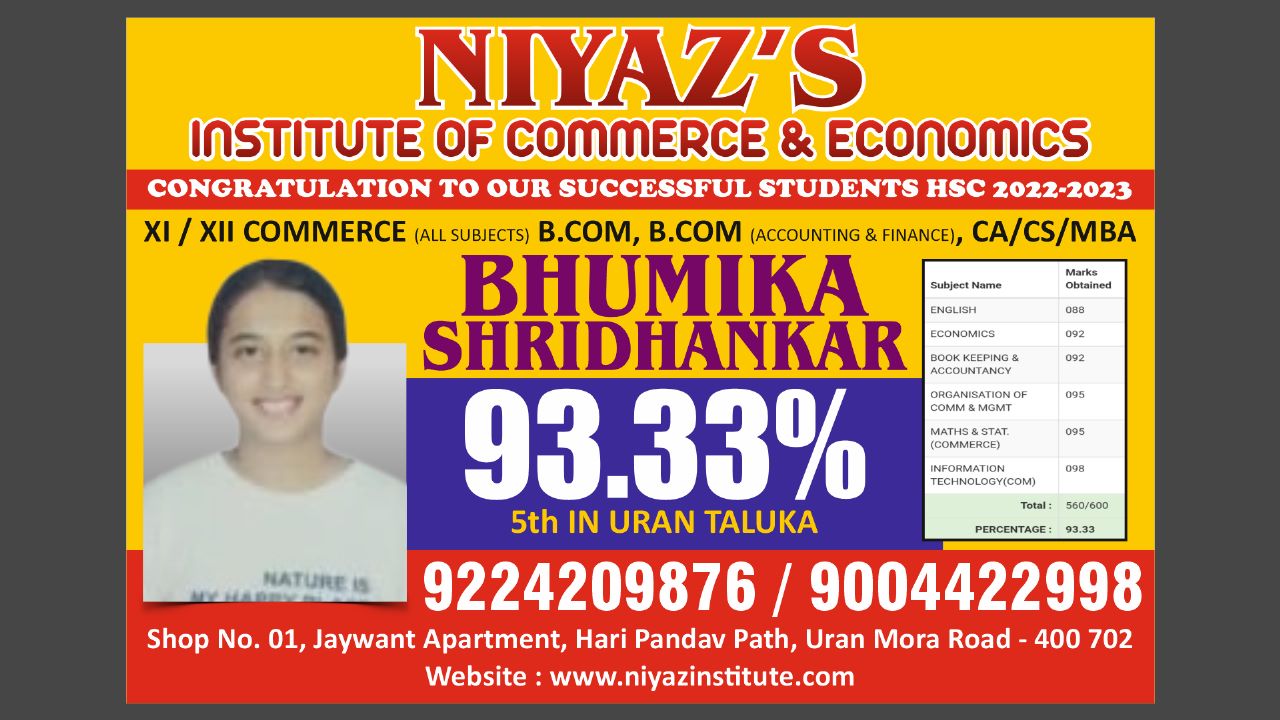 NIYAZ'S
INSTITUTE OF COMMERCE & ECONOMICS
CONGRATULATION TO OUR SUCCESSFUL STUDENTS HSC 2022-2023
XI / XII COMMERCE (ALL SUBJECTS) B.COM, B.COM (ACCOUNTING & FINANCE), CA/CS/MBA
BHUMIKA
SHRIDHANKAR
93.33%
5th IN URAN TALUKA
Subject Name Marks Obtained
ENGLISH 088
ECONOMICS 092
BOOK KEEPING & ACCOUNTANCY 092
ORGANISATION OF COMM & MGMT 095
MATHS & STAT. (COMMERCE) 095
INFORMATION TECHNOLOGY(COM) 098
Total : 560/600
PERCENTAGE : 93.33
NATURE IS
MY HAPPY
9224209876 / 9004422998
Shop No. 01, Jaywant Apartment, Hari Pandav Path, Uran Mora Road - 400 702
Website : www.niyazinstitute.com